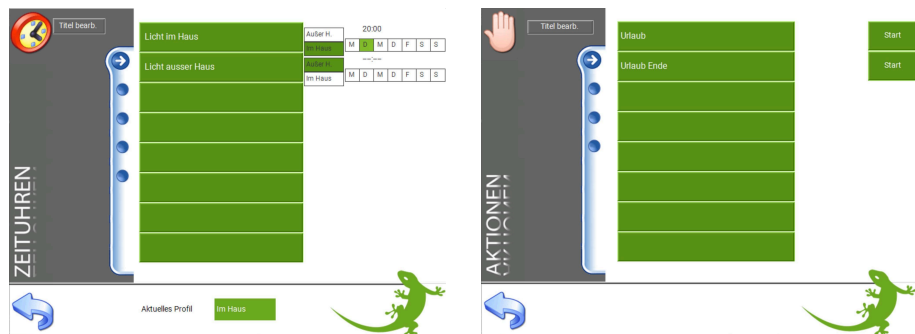 Titel bearb.
Licht im Haus
Außer H.
20:00
Im Haus
M D M D F S S
Licht ausser Haus
Außer H.
--:--
Im Haus
M D M D F S S
ZEITUHREN
Aktuelles Profil
Im Haus
Titel bearb.
Urlaub
Start
Urlaub Ende
Start
AKTIONEN